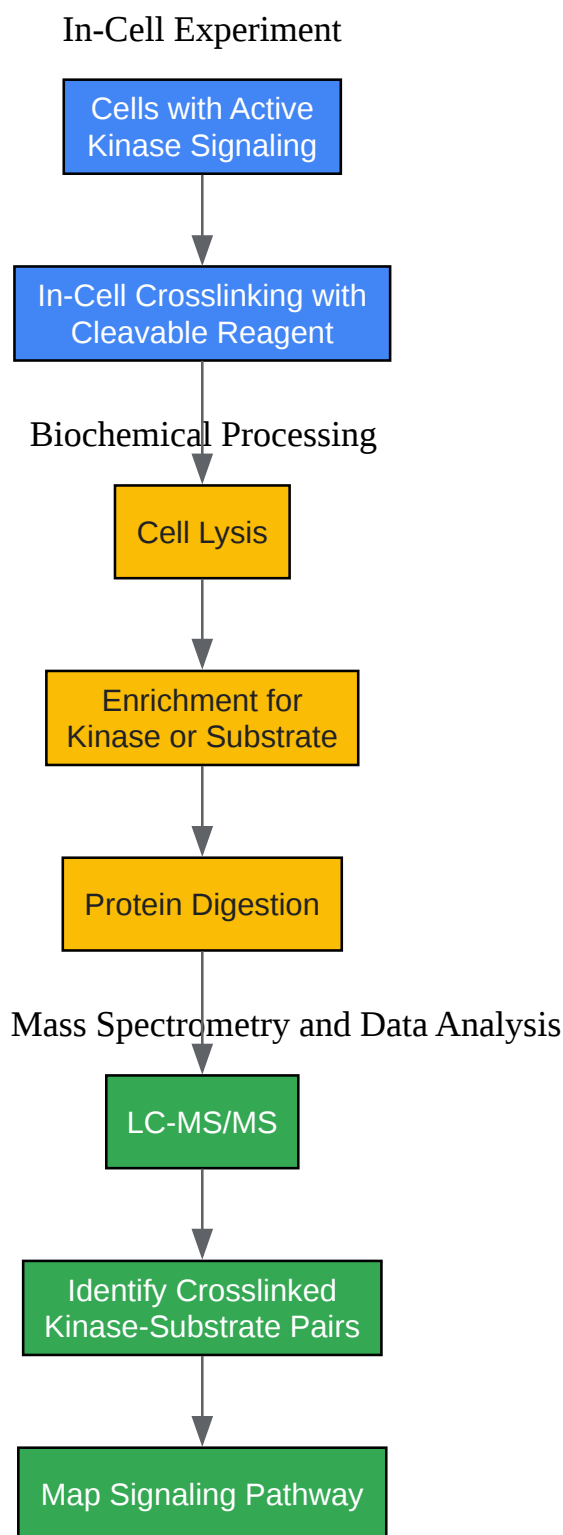 In-Cell Experiment
Cells with Active
Kinase Signaling
In-Cell Crosslinking with
Cleavable Reagent
Biochemical Processing
Cell Lysis
Enrichment for
Kinase or Substrate
Protein Digestion
Mass Spectrometry and Data Analysis
LC-MS/MS
Identify Crosslinked
Kinase-Substrate Pairs
Map Signaling Pathway